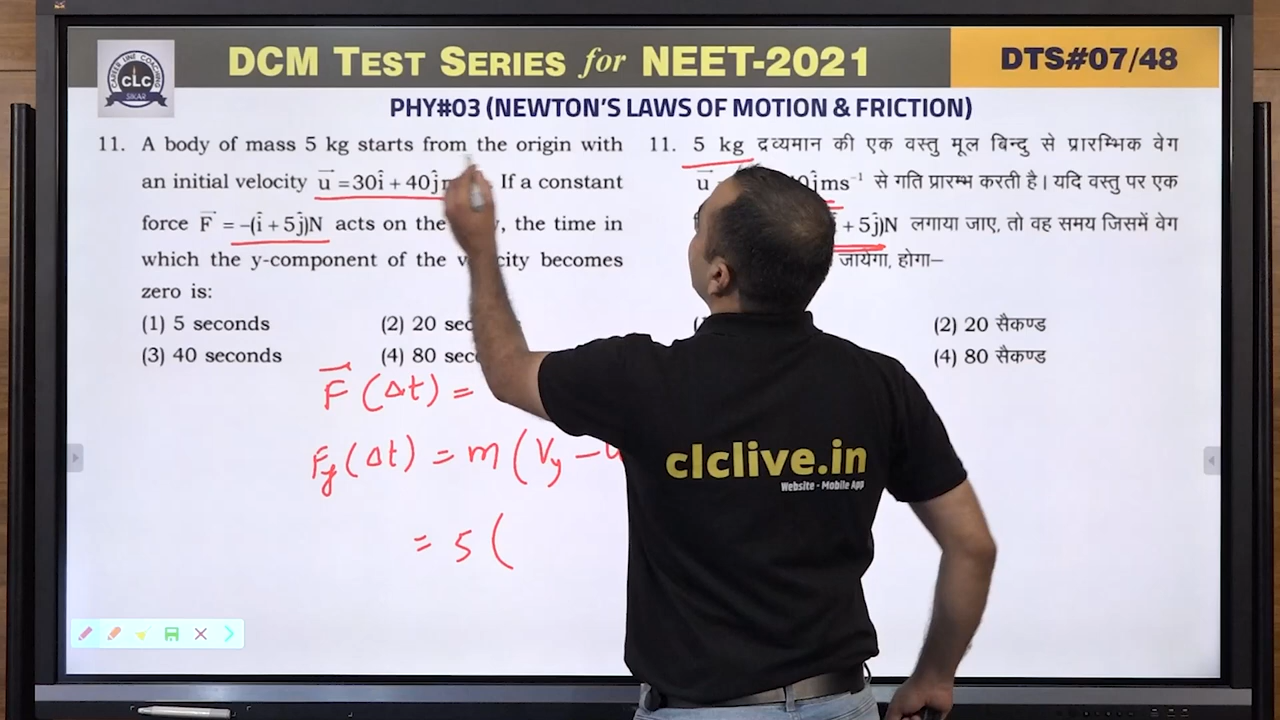 DCM TEST SERIES for NEET-2021
DTS#07/48
CAREER LINE COACHING
CLC
SIKAR
PHY#03 (NEWTON'S LAWS OF MOTION & FRICTION)
11. A body of mass 5 kg starts from the origin with
an initial velocity u⃗ =30î + 40ĵ . If a constant
force F⃗ = –(î + 5ĵ)N acts on the , the time in
which the y-component of the city becomes
zero is:
(1) 5 seconds (2) 20 sec
(3) 40 seconds (4) 80 sec
11. 5 kg द्रव्यमान की एक वस्तु मूल बिन्दु से प्रारम्भिक वेग
u⃗ ĵms⁻¹ से गति प्रारम्भ करती है। यदि वस्तु पर एक
+ 5ĵ)N लगाया जाए, तो वह समय जिसमें वेग
जायेगा, होगा–
(2) 20 सैकण्ड
(4) 80 सैकण्ड
F⃗ (Δt) =
Fy (Δt) = m (Vy –
= 5 (
clclive.in
Website - Mobile App